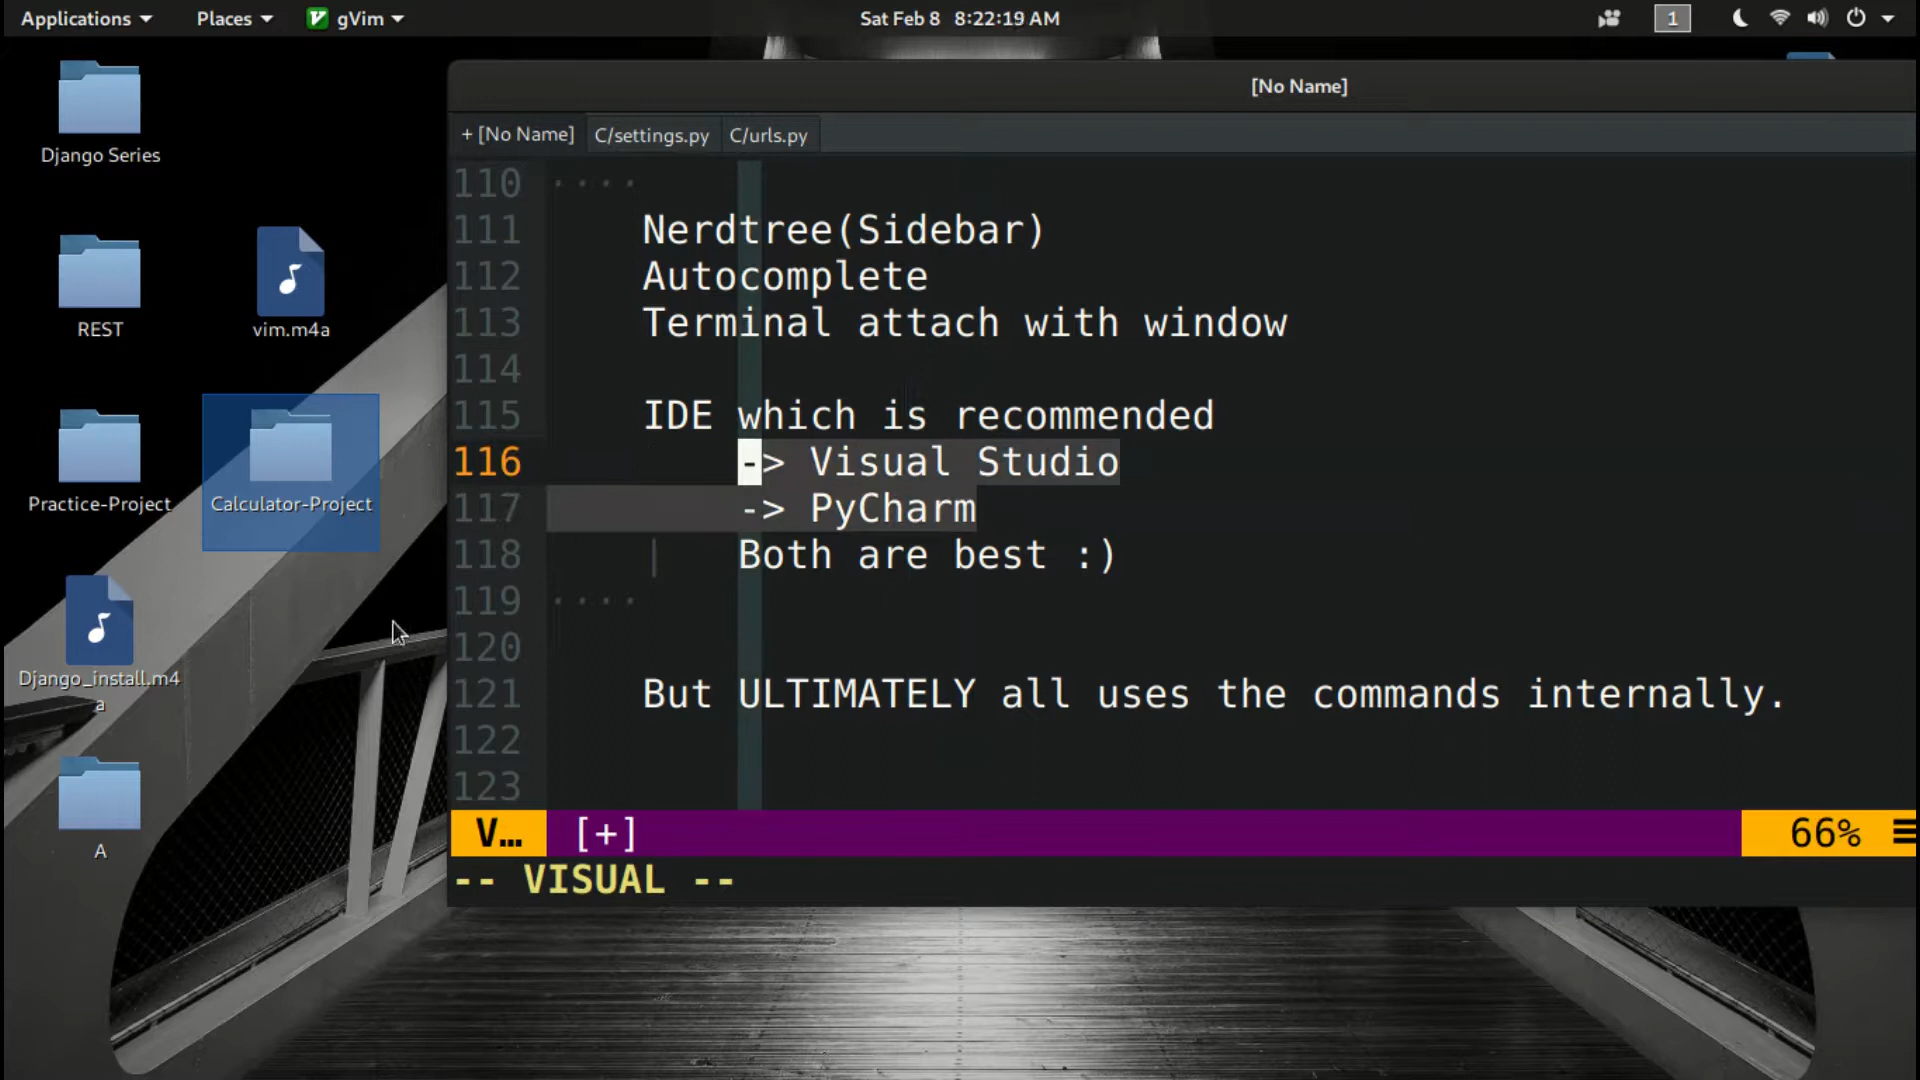 Applications Places gVim Sat Feb 8 8:22:19 AM 1
[No Name]
+ [No Name] C/settings.py C/urls.py
Django Series
REST
vim.m4a
Practice-Project
Calculator-Project
Django_install.m4
a
A
110 ····
111 Nerdtree(Sidebar)
112 Autocomplete
113 Terminal attach with window
114
115 IDE which is recommended
116 -> Visual Studio
117 -> PyCharm
118 | Both are best :)
119 ····
120
121 But ULTIMATELY all uses the commands internally.
122
123
V... [+] 66% ☰
-- VISUAL --